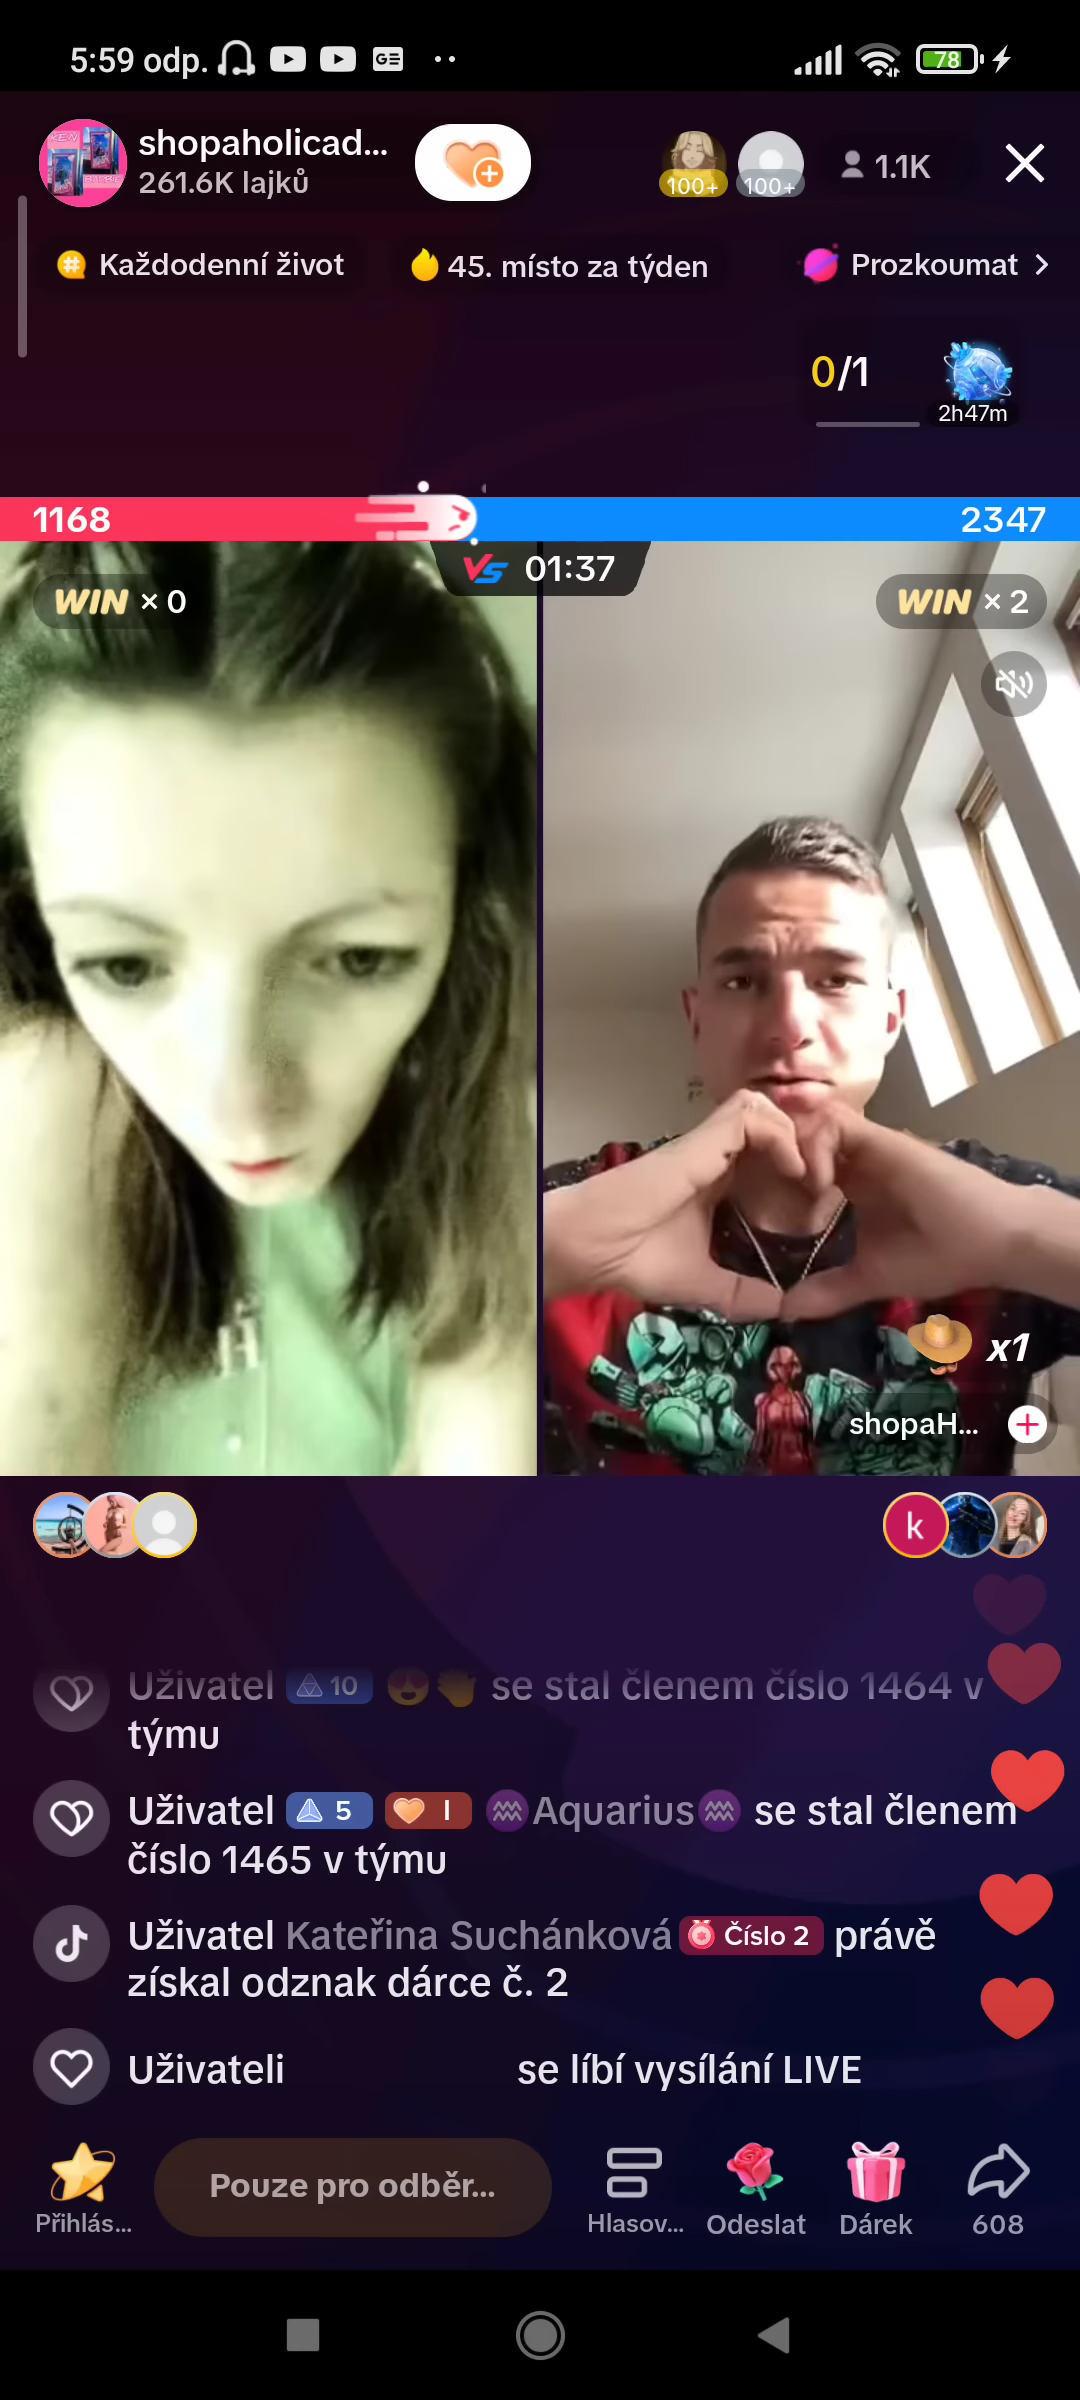 5:59 odp.
78
shopaholicad...
261.6K lajků
100+
100+
1.1K
Každodenní život
45. místo za týden
Prozkoumat
0/1
2h47m
1168
2347
VS 01:37
WIN × 0
WIN × 2
x1
shopaH...
k
Uživatel 10 se stal členem číslo 1464 v
týmu
Uživatel 5 I Aquarius se stal členem
číslo 1465 v týmu
Uživatel Kateřina Suchánková Číslo 2 právě
získal odznak dárce č. 2
Uživateli se líbí vysílání LIVE
Pouze pro odběr...
Přihlás...
Hlasov...
Odeslat
Dárek
608